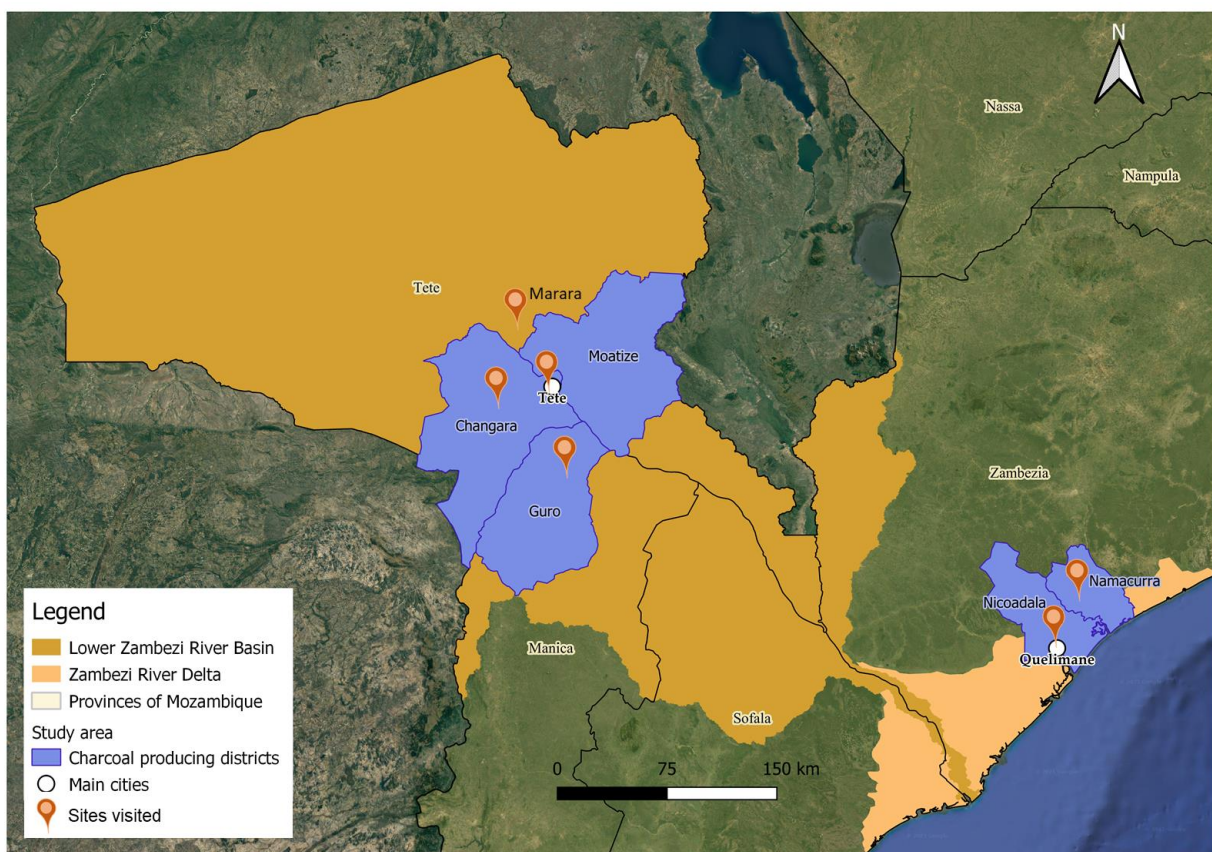 N
Nassa
Nampula
Tete
Marara
Moatize
Tete
Changara
Zambezia
Guro
Namacurra
Nicoadala
Quelimane
Manica
Sofala
0 75 150 km
Legend
Lower Zambezi River Basin
Zambezi River Delta
Provinces of Mozambique
Study area
Charcoal producing districts
Main cities
Sites visited